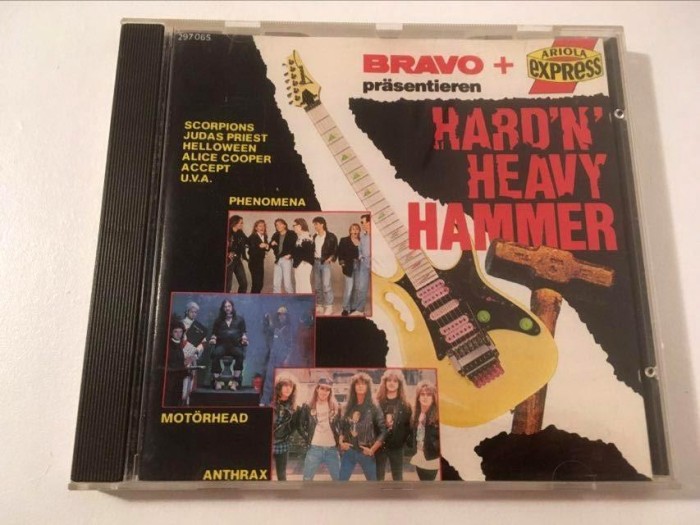 297 065
BRAVO +
ARIOLA
EXPRESS
präsentieren
HARD'N'
HEAVY
HAMMER
SCORPIONS
JUDAS PRIEST
HELLOWEEN
ALICE COOPER
ACCEPT
U.V.A.
PHENOMENA
MOTÖRHEAD
ANTHRAX